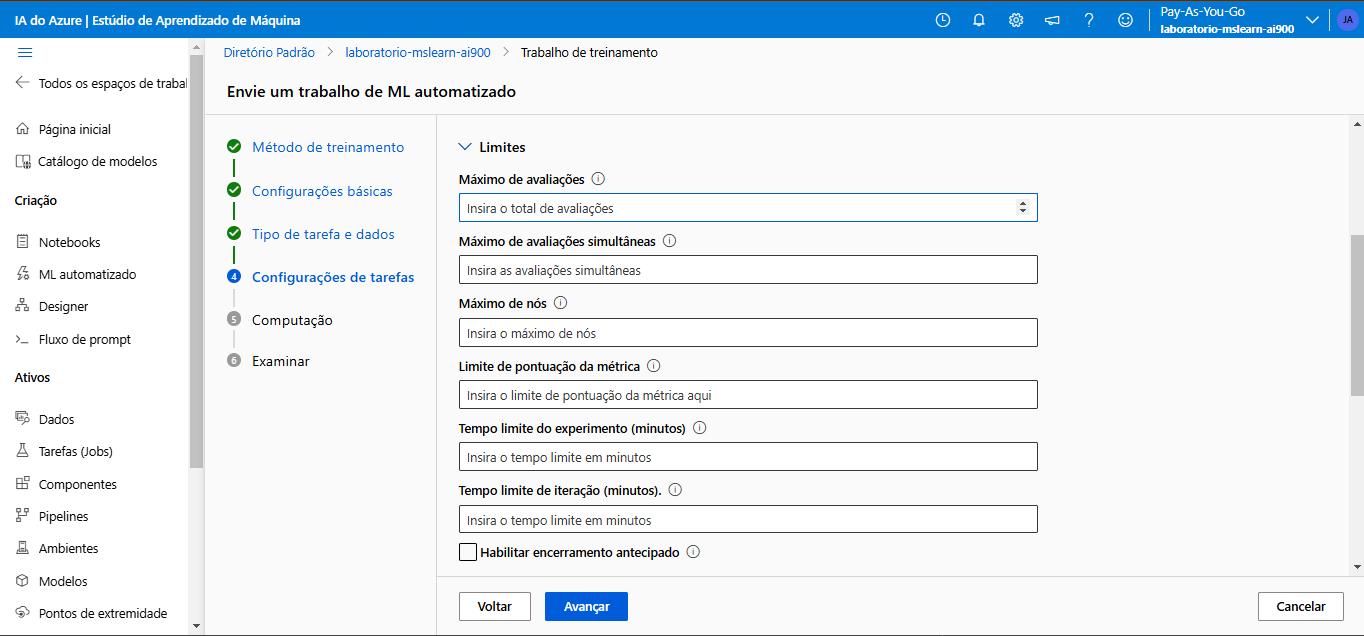 IA do Azure | Estúdio de Aprendizado de Máquina
Pay-As-You-Go
laboratorio-mslearn-ai900
JA
Todos os espaços de trabal
Página inicial
Catálogo de modelos
Criação
Notebooks
ML automatizado
Designer
Fluxo de prompt
Ativos
Dados
Tarefas (Jobs)
Componentes
Pipelines
Ambientes
Modelos
Pontos de extremidade
Diretório Padrão > laboratorio-mslearn-ai900 > Trabalho de treinamento
Envie um trabalho de ML automatizado
Método de treinamento
Configurações básicas
Tipo de tarefa e dados
4 Configurações de tarefas
5 Computação
6 Examinar
Limites
Máximo de avaliações
Insira o total de avaliações
Máximo de avaliações simultâneas
Insira as avaliações simultâneas
Máximo de nós
Insira o máximo de nós
Limite de pontuação da métrica
Insira o limite de pontuação da métrica aqui
Tempo limite do experimento (minutos)
Insira o tempo limite em minutos
Tempo limite de iteração (minutos).
Insira o tempo limite em minutos
Habilitar encerramento antecipado
Voltar
Avançar
Cancelar